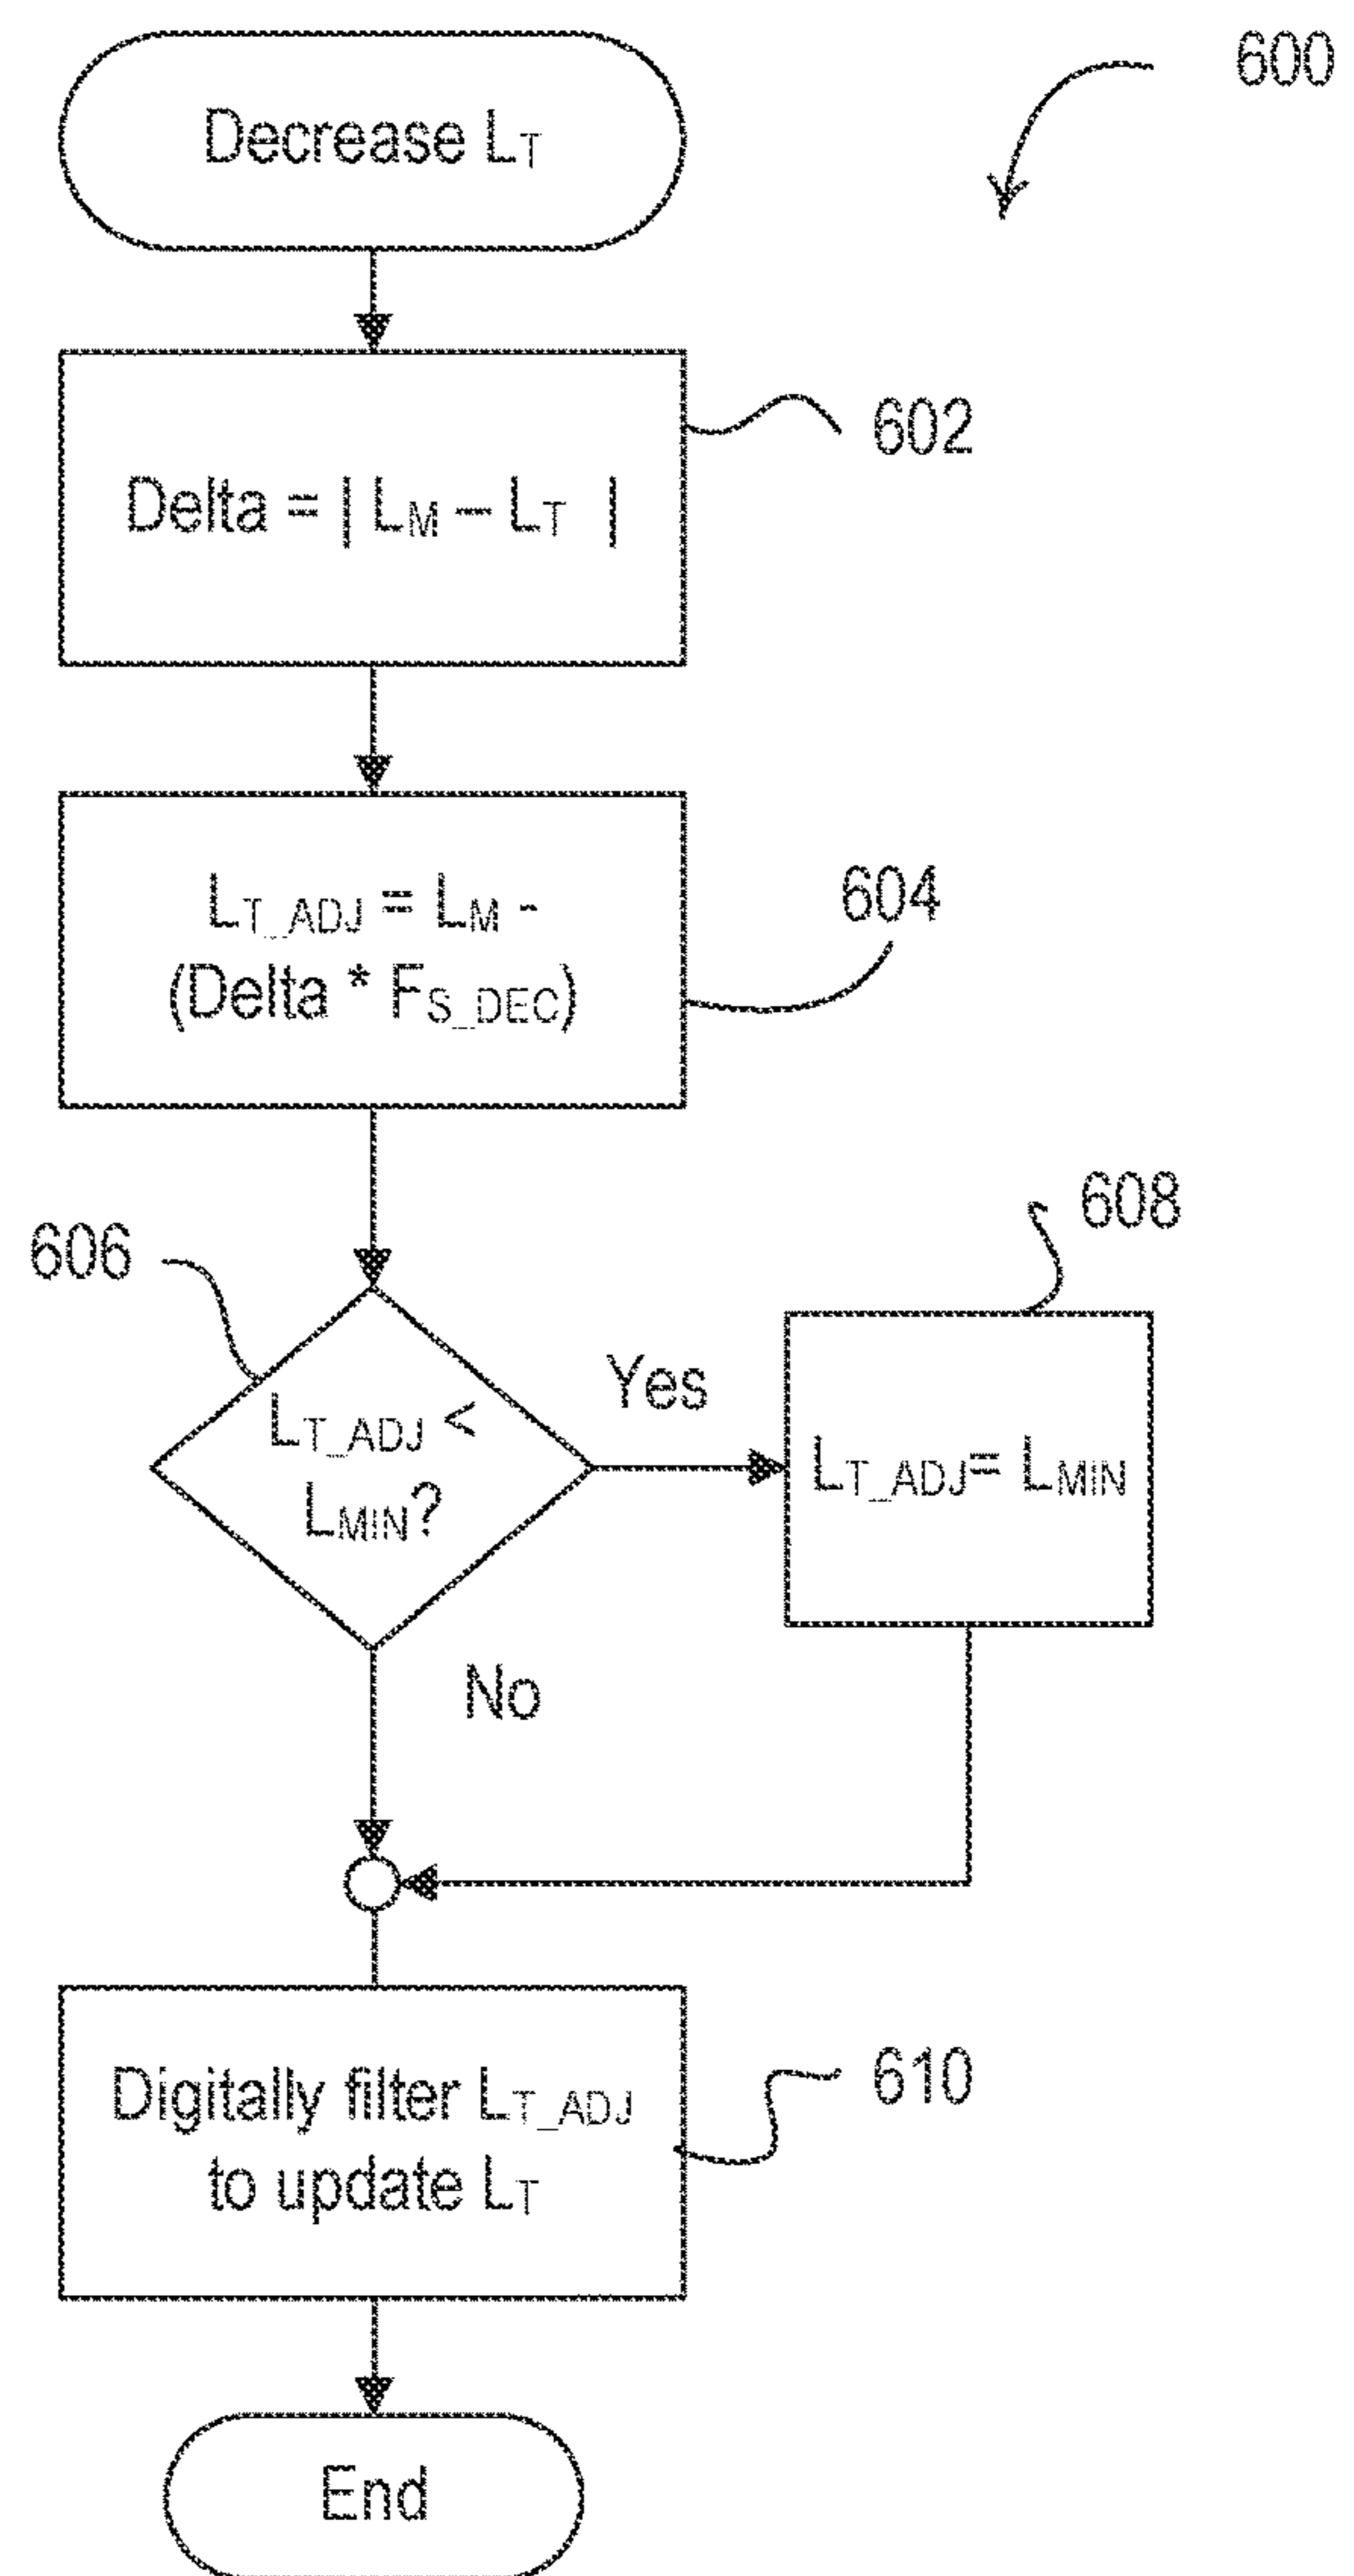 600
Decrease LT
602
Delta = | LM – LT |
604
LT_ADJ = LM -
(Delta * FS_DEC)
606
608
LT_ADJ <
LMIN?
Yes
LT_ADJ= LMIN
No
Digitally filter LT_ADJ
to update LT
610
End